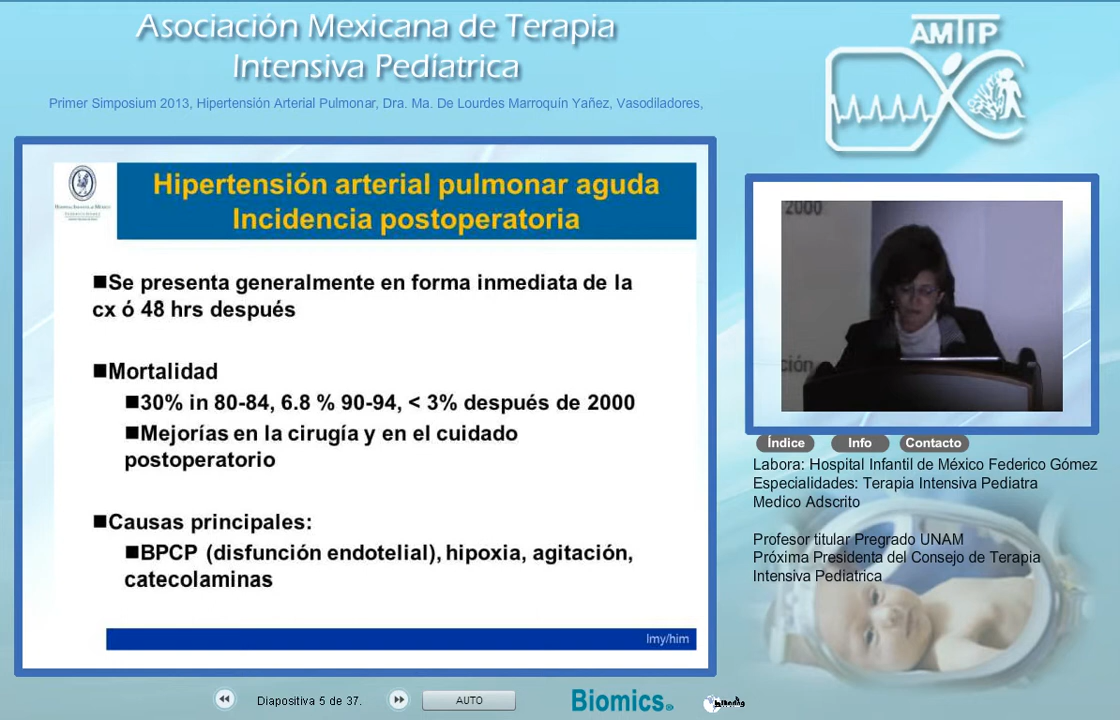 Asociación Mexicana de Terapia
Intensiva Pedíatrica
Primer Simposium 2013, Hipertensión Arterial Pulmonar, Dra. Ma. De Lourdes Marroquín Yañez, Vasodiladores,
AMTIP
Hipertensión arterial pulmonar aguda
Incidencia postoperatoria
■Se presenta generalmente en forma inmediata de la
cx ó 48 hrs después
■Mortalidad
■30% in 80-84, 6.8 % 90-94, < 3% después de 2000
■Mejorías en la cirugía y en el cuidado
postoperatorio
■Causas principales:
■BPCP (disfunción endotelial), hipoxia, agitación,
catecolaminas
lmy/him
2000
ción
Índice Info Contacto
Labora: Hospital Infantil de México Federico Gómez
Especialidades: Terapia Intensiva Pediatra
Medico Adscrito
Profesor titular Pregrado UNAM
Próxima Presidenta del Consejo de Terapia
Intensiva Pediatrica
Diapositiva 5 de 37.
AUTO
Biomics